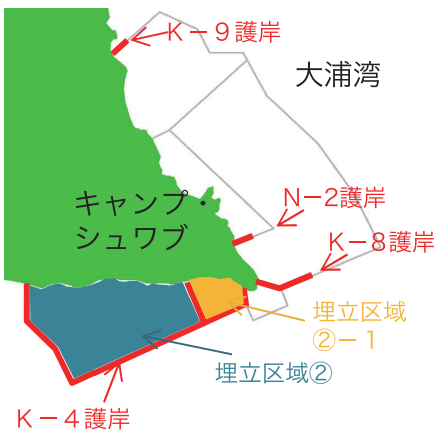 K－９護岸
大浦湾
キャンプ・
シュワブ
N－2護岸
K－８護岸
埋立区域
②－１
埋立区域②
K－４護岸